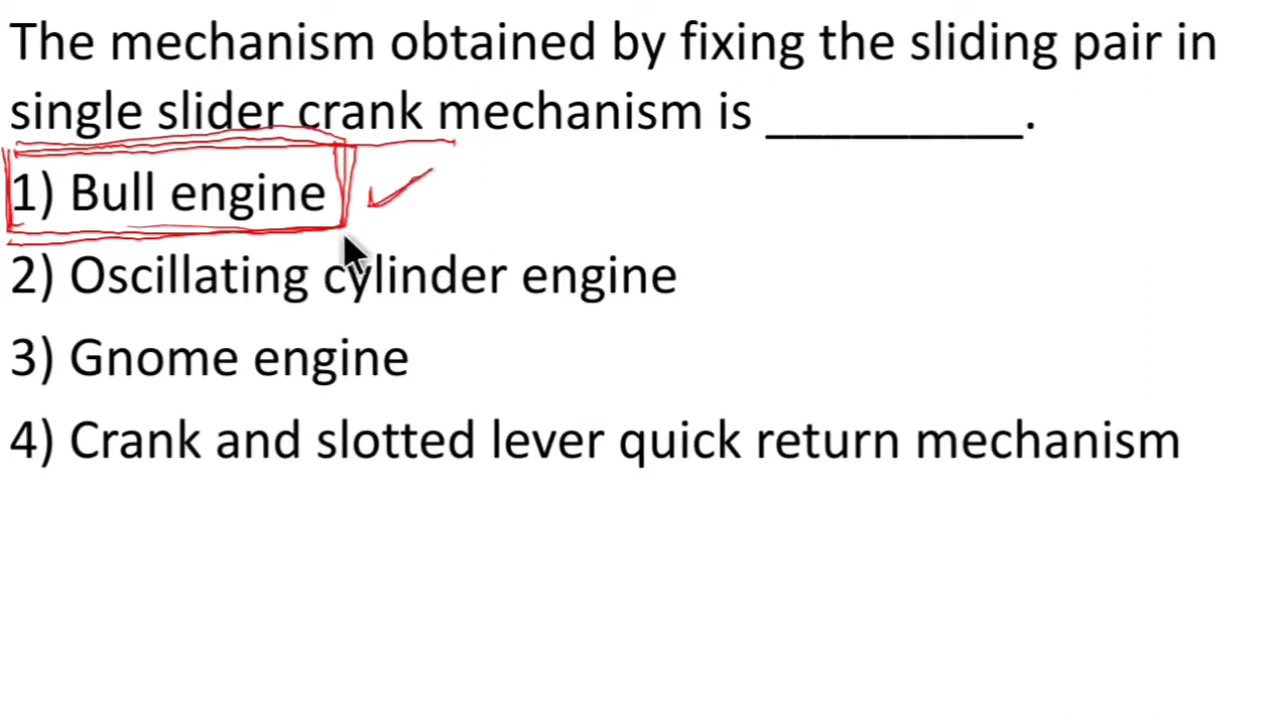 The mechanism obtained by fixing the sliding pair in
single slider crank mechanism is __________.
1) Bull engine
2) Oscillating cylinder engine
3) Gnome engine
4) Crank and slotted lever quick return mechanism